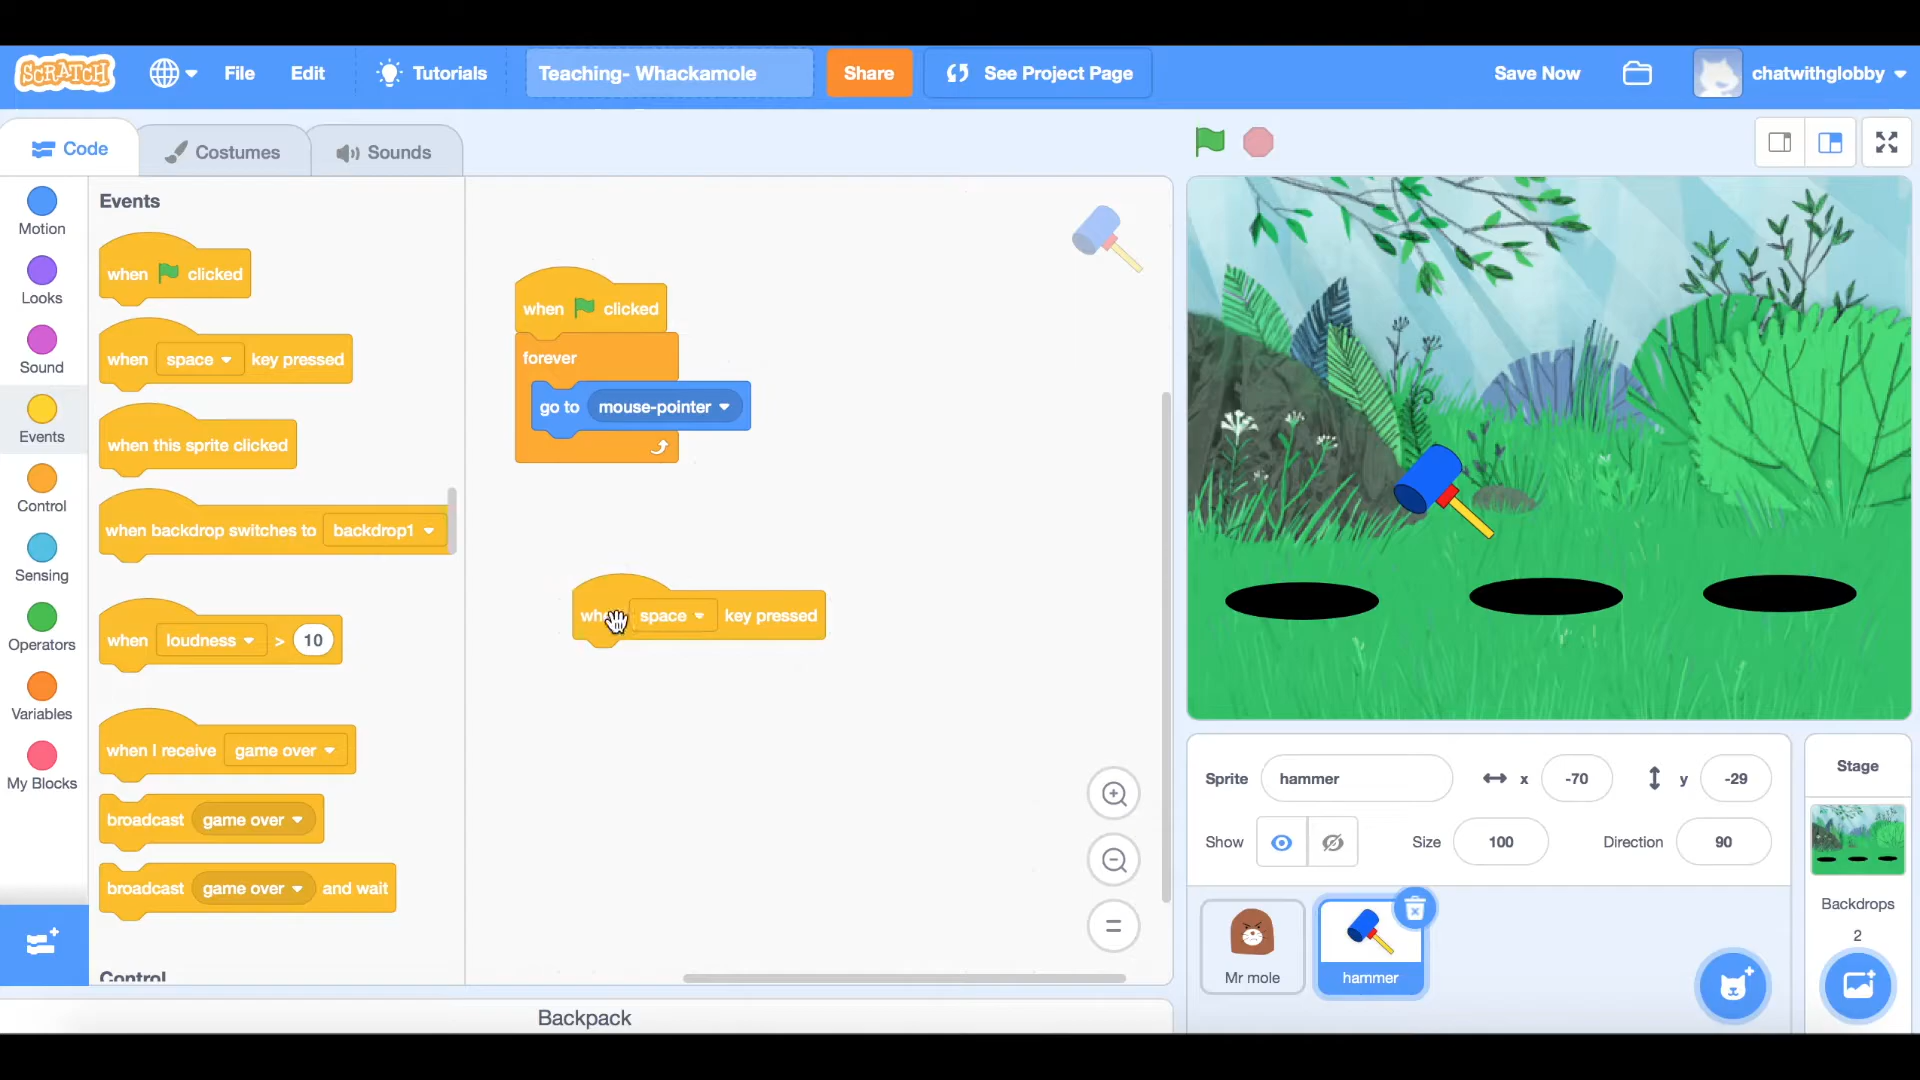 SCRATCH File Edit Tutorials Teaching- Whackamole Share See Project Page Save Now chatwithglobby
Code Costumes Sounds
Motion
Looks
Sound
Events
Control
Sensing
Operators
Variables
My Blocks
Events
when clicked
when space key pressed
when this sprite clicked
when backdrop switches to backdrop1
when loudness > 10
when I receive game over
broadcast game over
broadcast game over and wait
Control
when clicked
forever
go to mouse-pointer
when space key pressed
=
Backpack
Sprite hammer x -70 y -29
Show Size 100 Direction 90
Mr mole hammer
Stage
Backdrops
2